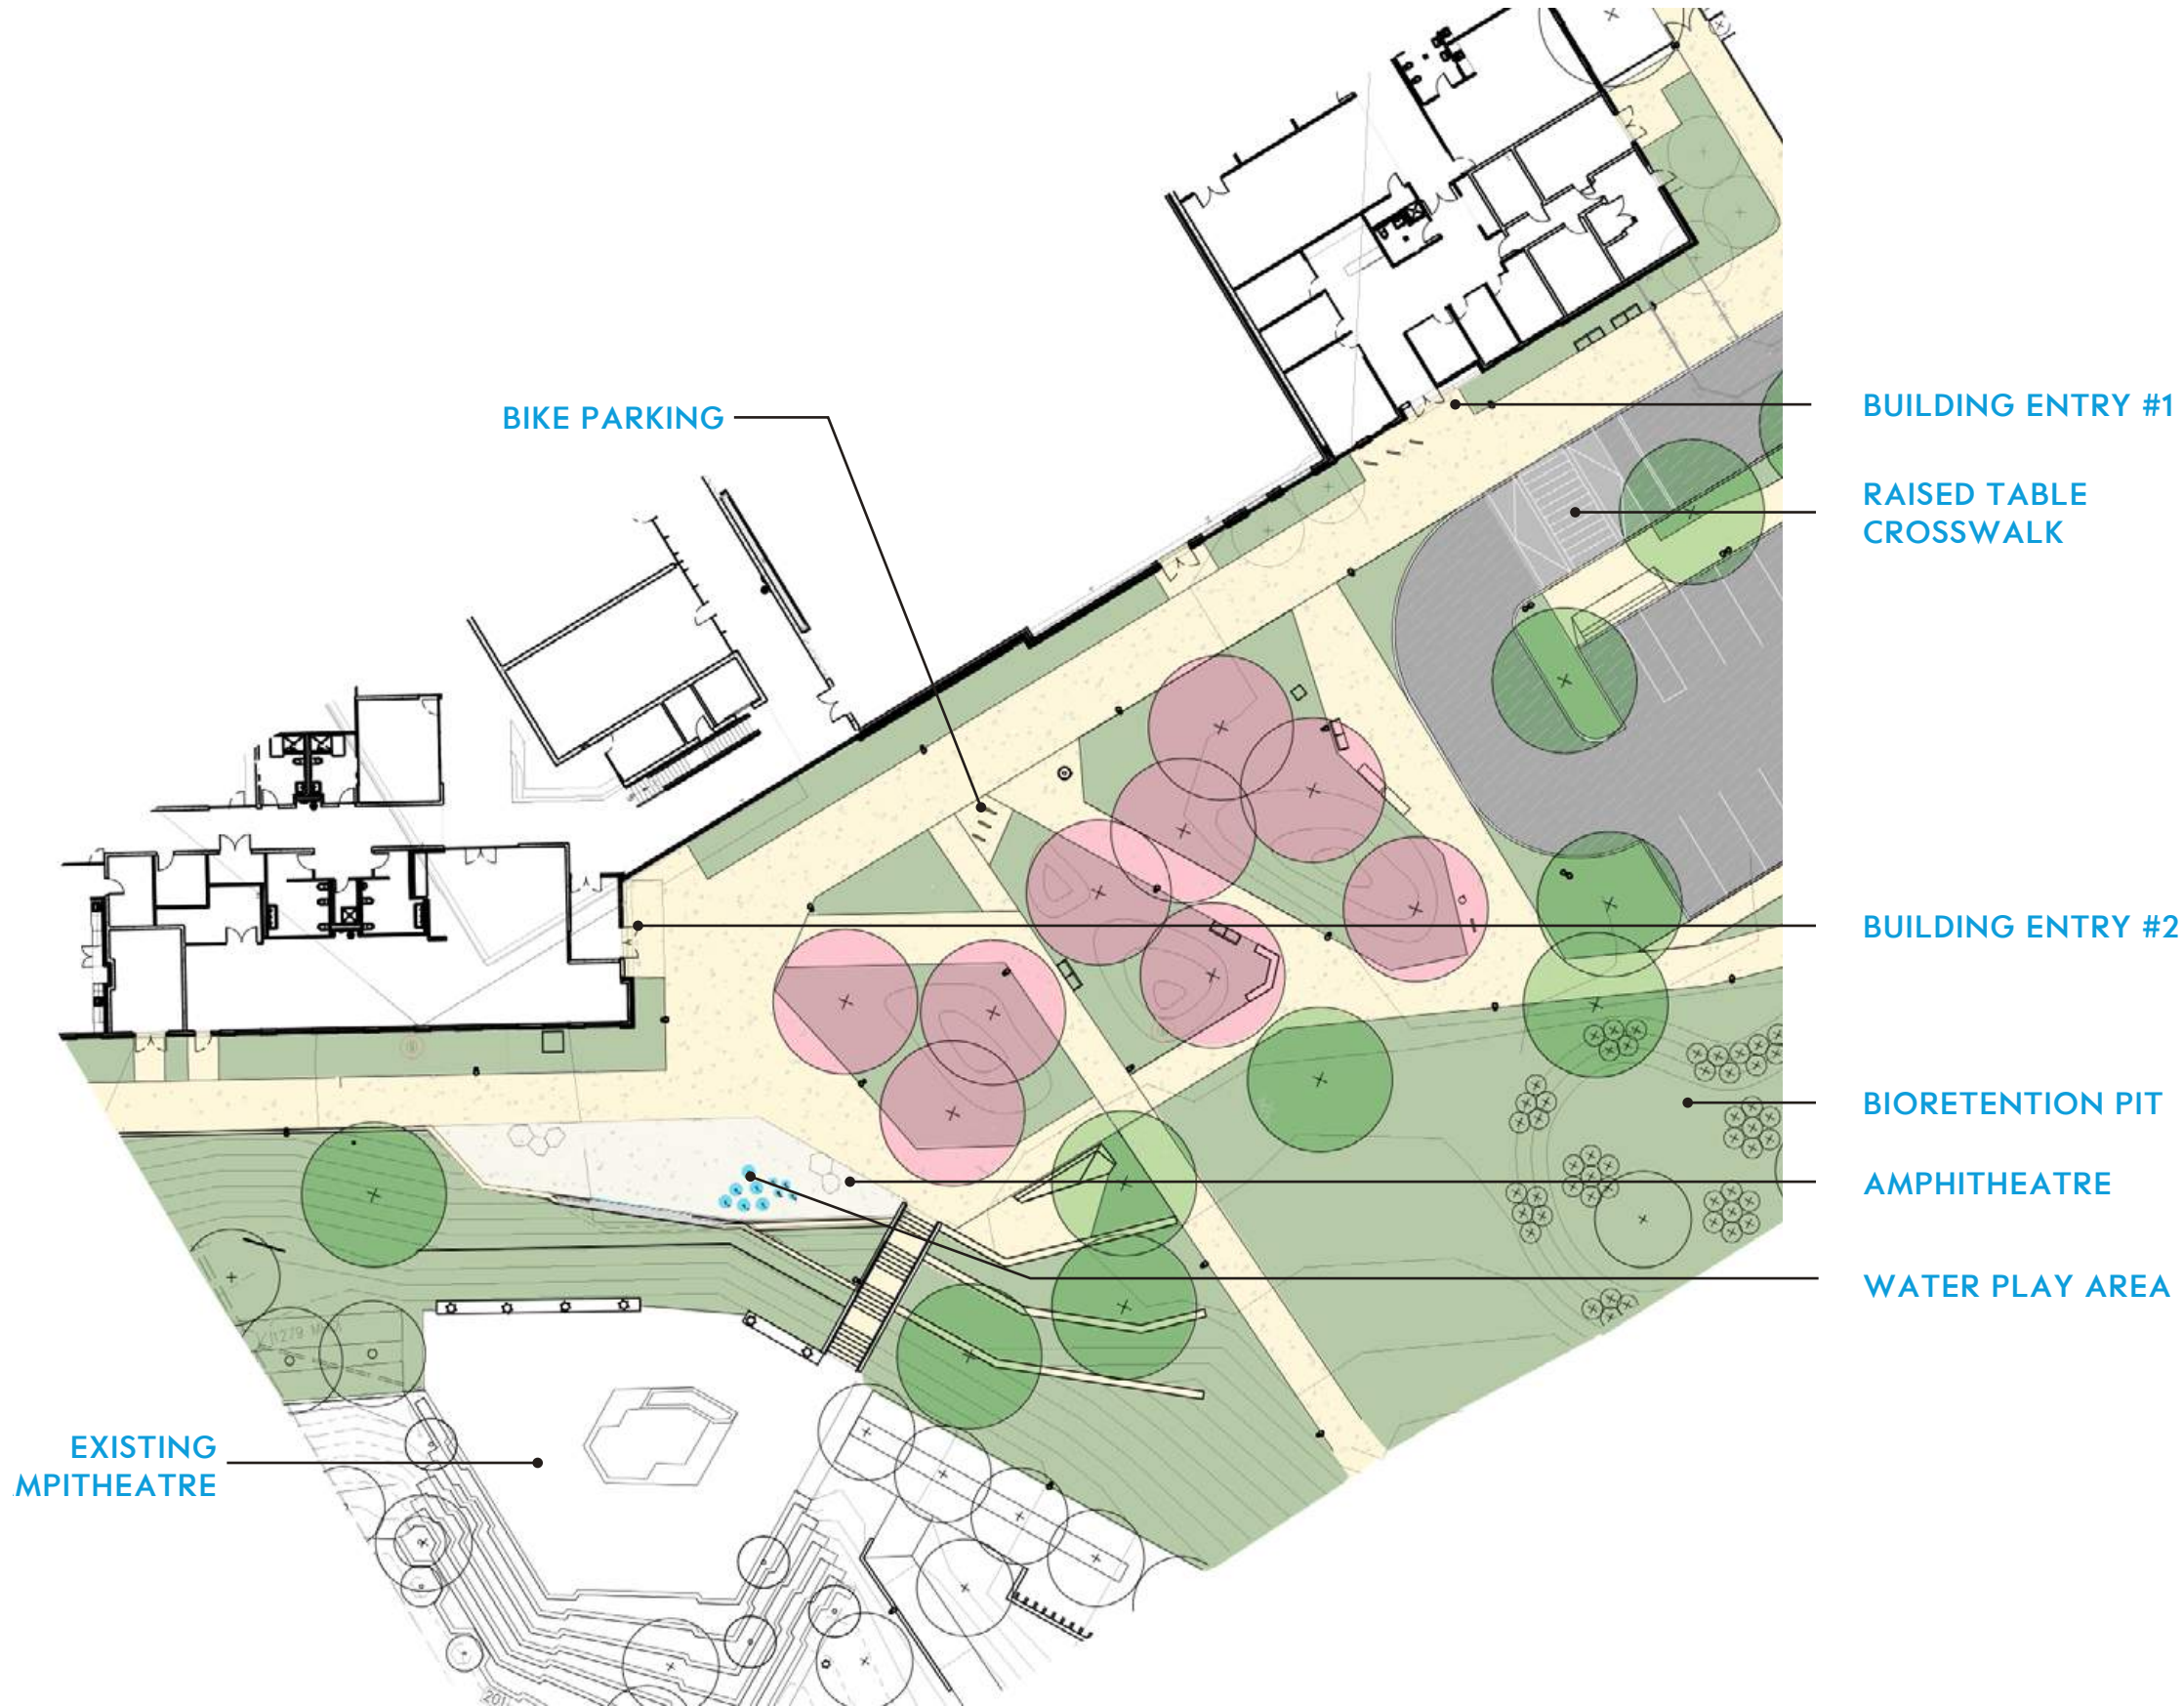 BIKE PARKING
BUILDING ENTRY #1
RAISED TABLE
CROSSWALK
BUILDING ENTRY #2
BIORETENTION PIT
AMPHITHEATRE
WATER PLAY AREA
EXISTING
MPITHEATRE